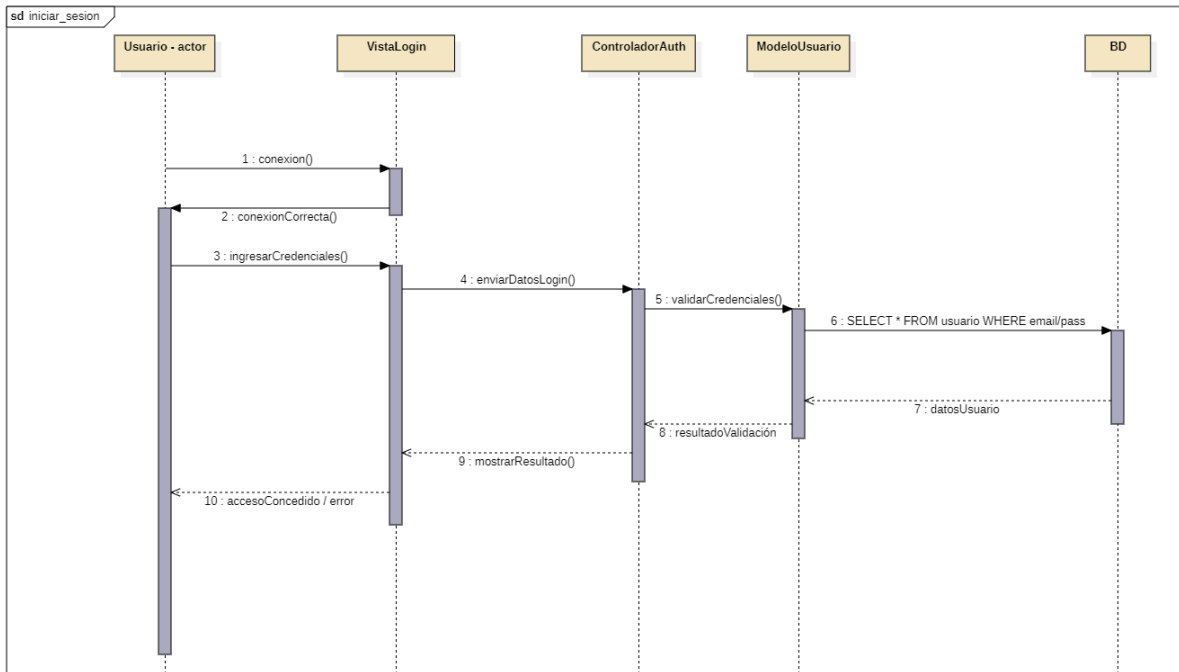 sd iniciar_sesion
Usuario - actor
VistaLogin
ControladorAuth
ModeloUsuario
BD
1 : conexion()
2 : conexionCorrecta()
3 : ingresarCredenciales()
4 : enviarDatosLogin()
5 : validarCredenciales()
6 : SELECT * FROM usuario WHERE email/pass
7 : datosUsuario
8 : resultadoValidación
9 : mostrarResultado()
10 : accesoConcedido / error